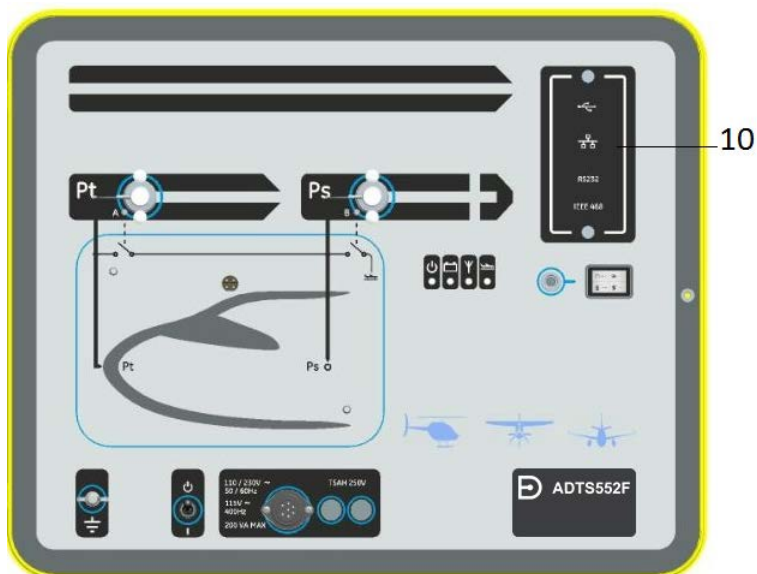 10
RS232
IEEE 488
Pt
Ps
A
B
Pt
Ps
110 / 230V ~
50 / 60Hz
115V ~
400Hz
200 VA MAX
T5AH 250V
ADTS552F